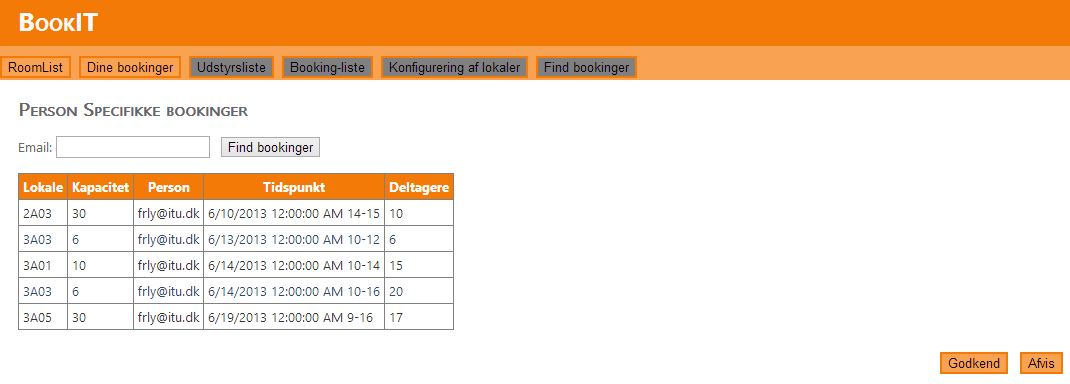 BookIT
RoomList Dine bookinger Udstyrsliste Booking-liste Konfigurering af lokaler Find bookinger
Person Specifikke bookinger
Email: Find bookinger
Lokale Kapacitet Person Tidspunkt Deltagere
2A03 30 frly@itu.dk 6/10/2013 12:00:00 AM 14-15 10
3A03 6 frly@itu.dk 6/13/2013 12:00:00 AM 10-12 6
3A01 10 frly@itu.dk 6/14/2013 12:00:00 AM 10-14 15
3A03 6 frly@itu.dk 6/14/2013 12:00:00 AM 10-16 20
3A05 30 frly@itu.dk 6/19/2013 12:00:00 AM 9-16 17
Godkend Afvis